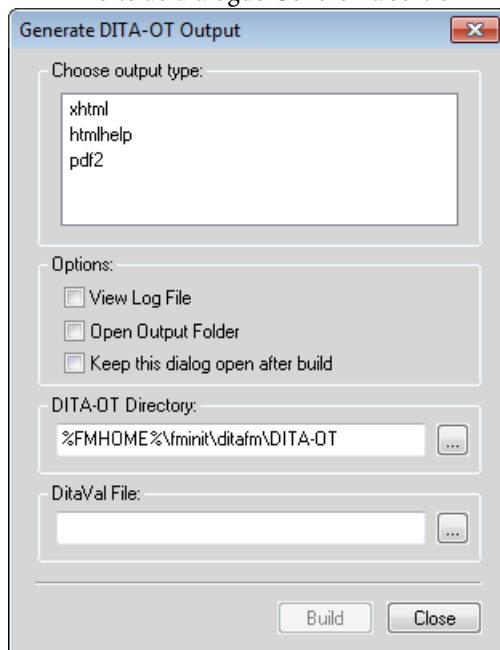 Generate DITA-OT Output
Choose output type:
xhtml
htmlhelp
pdf2
Options:
View Log File
Open Output Folder
Keep this dialog open after build
DITA-OT Directory:
%FMHOME%\fminit\ditafm\DITA-OT
...
DitaVal File:
...
Build Close